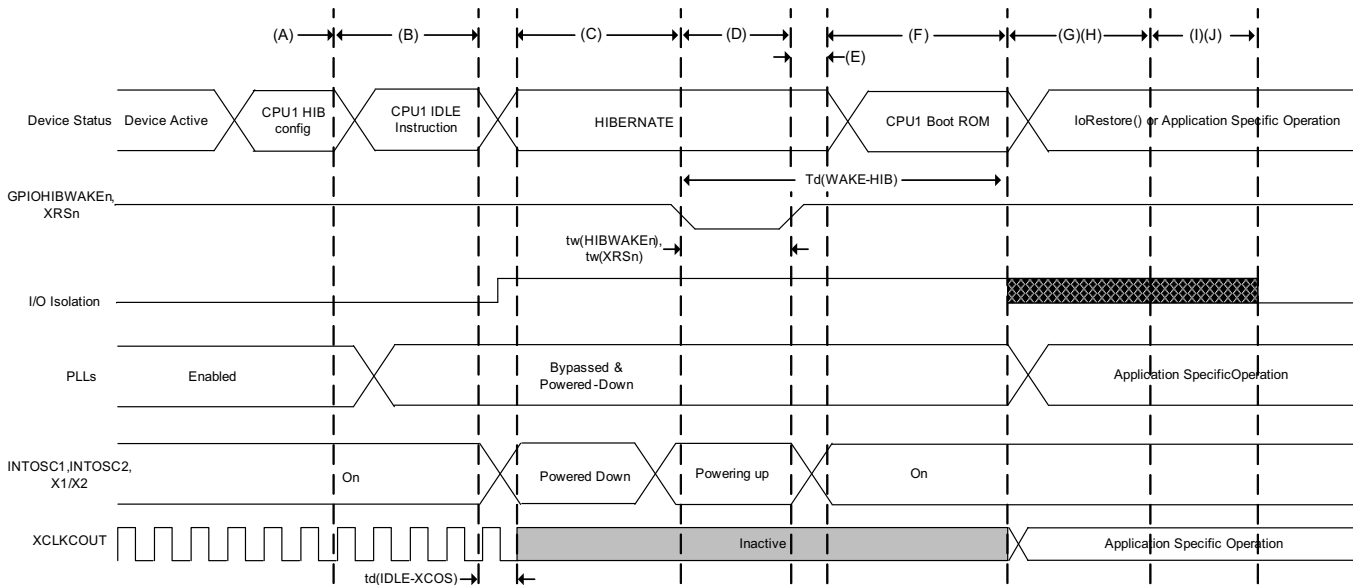 (A)
(B)
(C)
(D)
(E)
(F)
(G)(H)
(I)(J)
Device Status
Device Active
CPU1 HIB
config
CPU1 IDLE
Instruction
HIBERNATE
CPU1 Boot ROM
IoRestore() or Application Specific Operation
Td(WAKE-HIB)
GPIOHIBWAKEn,
XRSn
tw(HIBWAKEn),
tw(XRSn)
I/O Isolation
PLLs
Enabled
Bypassed &
Powered-Down
Application SpecificOperation
INTOSC1,INTOSC2,
X1/X2
On
Powered Down
Powering up
On
XCLKCOUT
Inactive
Application Specific Operation
td(IDLE-XCOS)